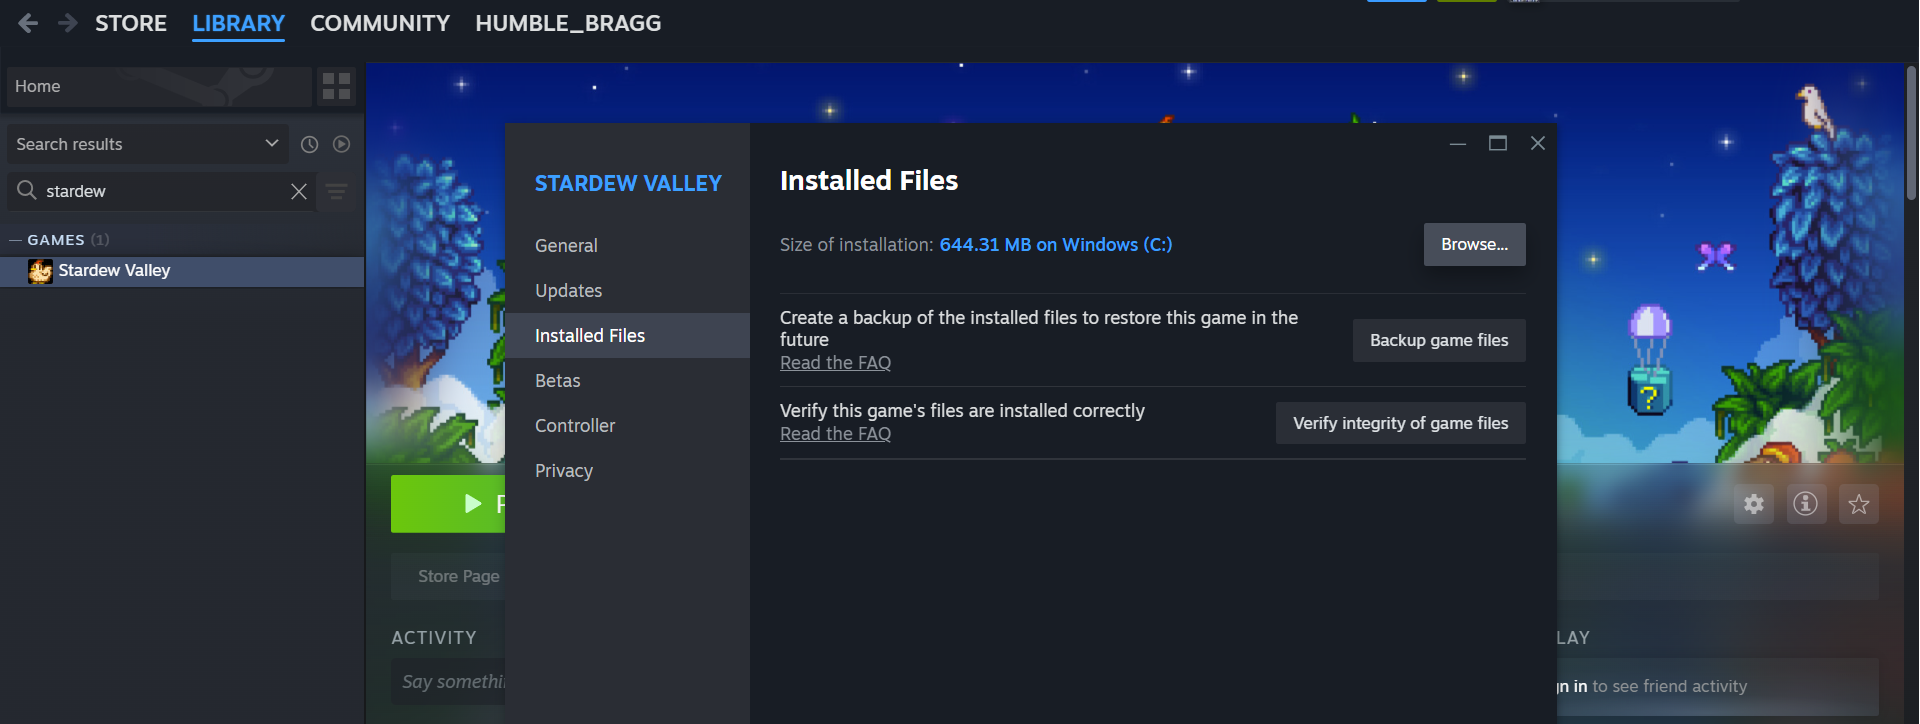 STORE LIBRARY COMMUNITY HUMBLE_BRAGG
Home
Search results
stardew
GAMES (1)
Stardew Valley
STARDEW VALLEY
General
Updates
Installed Files
Betas
Controller
Privacy
Installed Files
Size of installation: 644.31 MB on Windows (C:)
Browse...
Create a backup of the installed files to restore this game in the
future
Read the FAQ
Backup game files
Verify this game's files are installed correctly
Read the FAQ
Verify integrity of game files
?
Store Page
ACTIVITY
Say somethi
LAY
n in to see friend activity